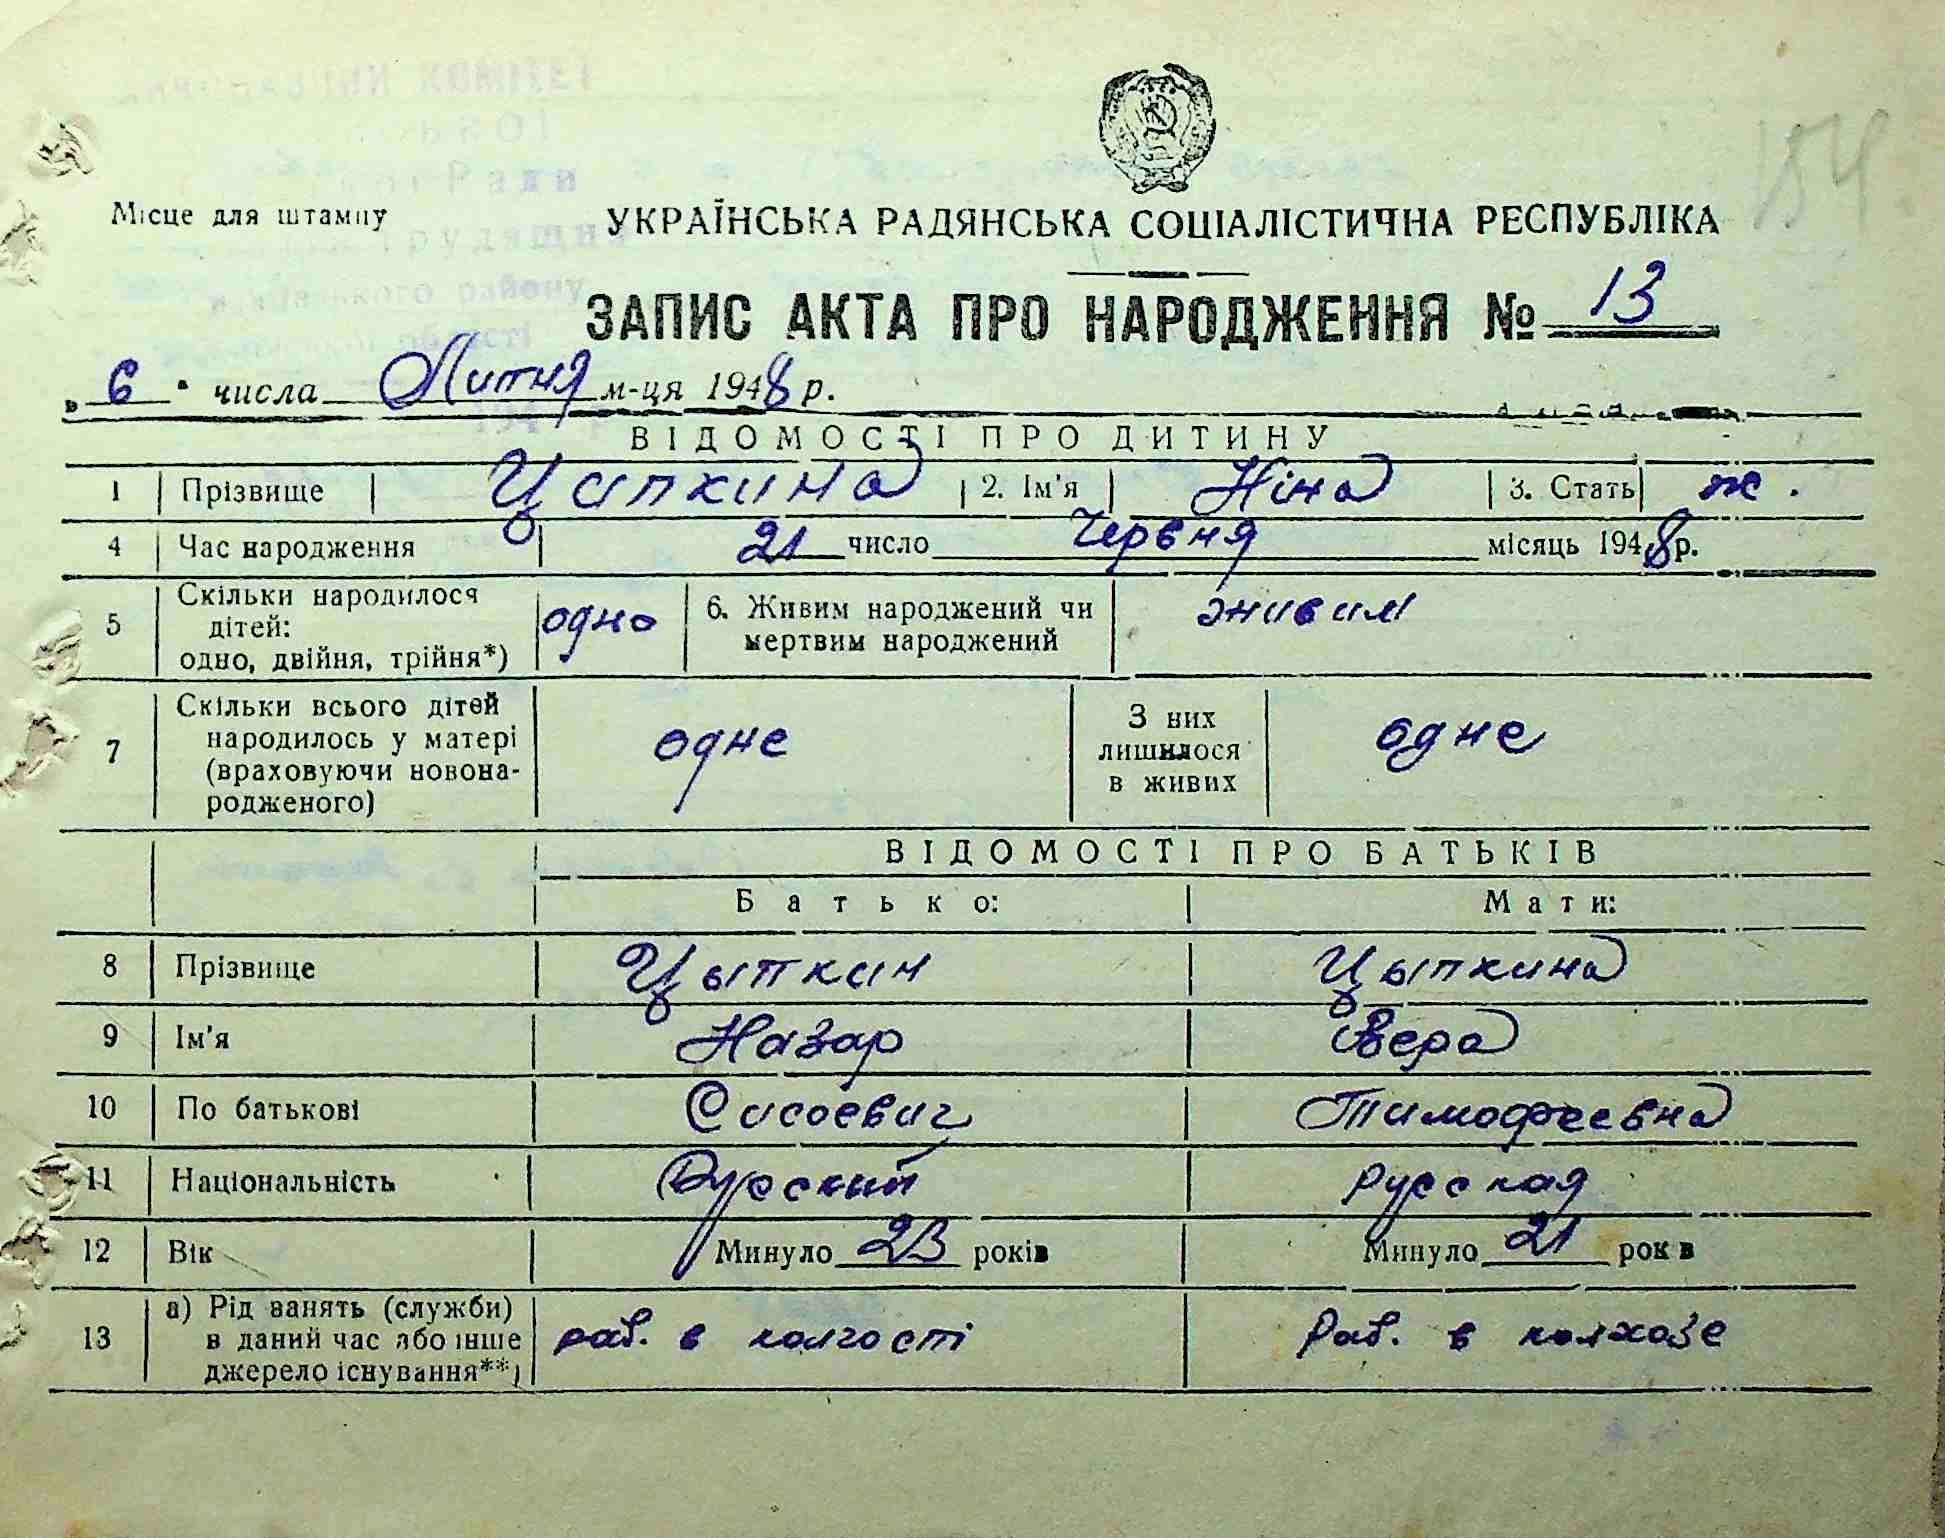 154.
Місце для штампу
УКРАЇНСЬКА РАДЯНСЬКА СОЦІАЛІСТИЧНА РЕСПУБЛІКА
ЗАПИС АКТА ПРО НАРОДЖЕННЯ № 13
„ 6 " числа Липня м-ця 1948 р.
ВІДОМОСТІ ПРО ДИТИНУ
1 Прізвище Ципкина 2. Ім'я Ніна 3. Стать ж.
4 Час народження 21 число Червня місяць 1948 р.
5 Скільки народилося дітей: одно, двійня, трійня*) одно 6. Живим народжений чи мертвим народжений живим
7 Скільки всього дітей народилось у матері (враховуючи новонародженого) одне З них лишилося в живих одне
ВІДОМОСТІ ПРО БАТЬКІВ
Батько: Мати:
8 Прізвище Цыпкин Цыпкина
9 Ім'я Назар Вера
10 По батькові Сисоевич Тимофеевна
11 Національність Русский русская
12 Вік Минуло 23 років Минуло 21 рок в
13 а) Рід занять (служби) в даний час або інше джерело існування**) раб. в колгості Раб. в колхозе